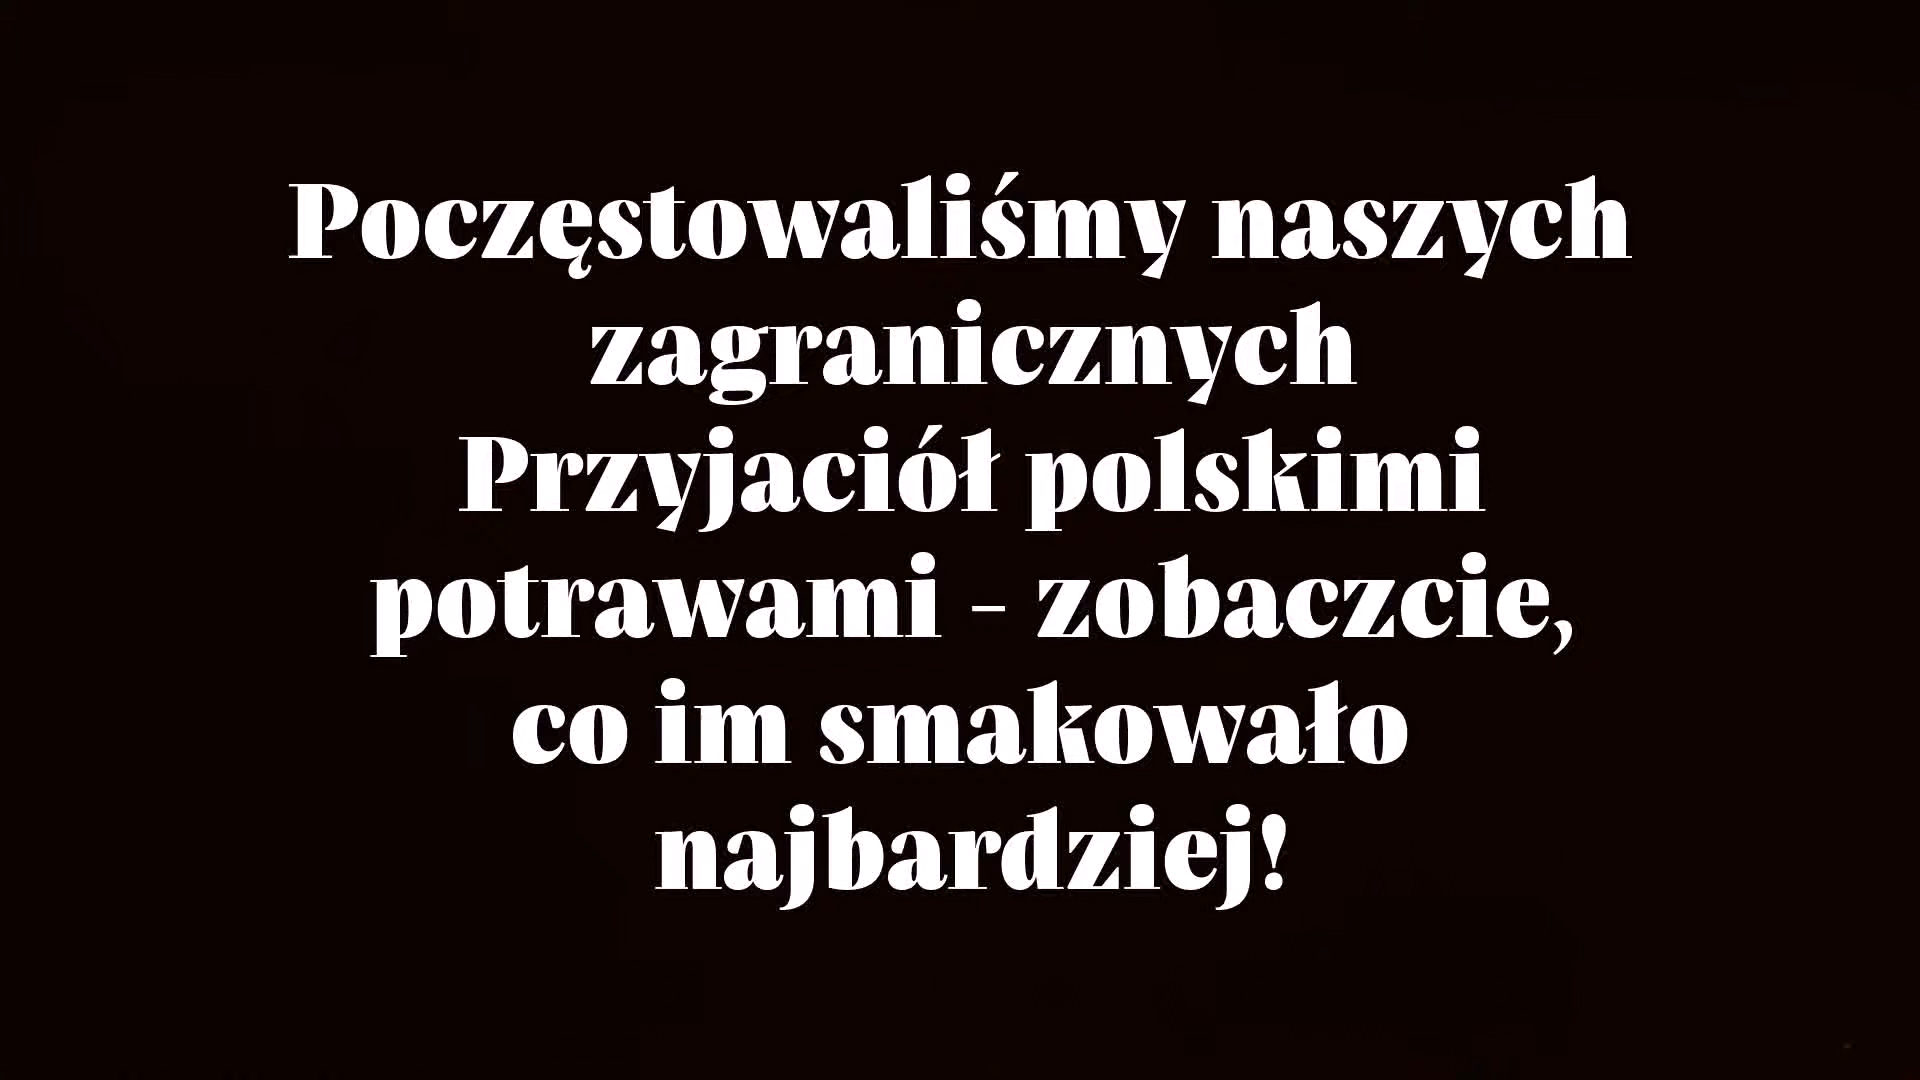 Poczęstowaliśmy naszych
zagranicznych
Przyjaciół polskimi
potrawami - zobaczcie,
co im smakowało
najbardziej!